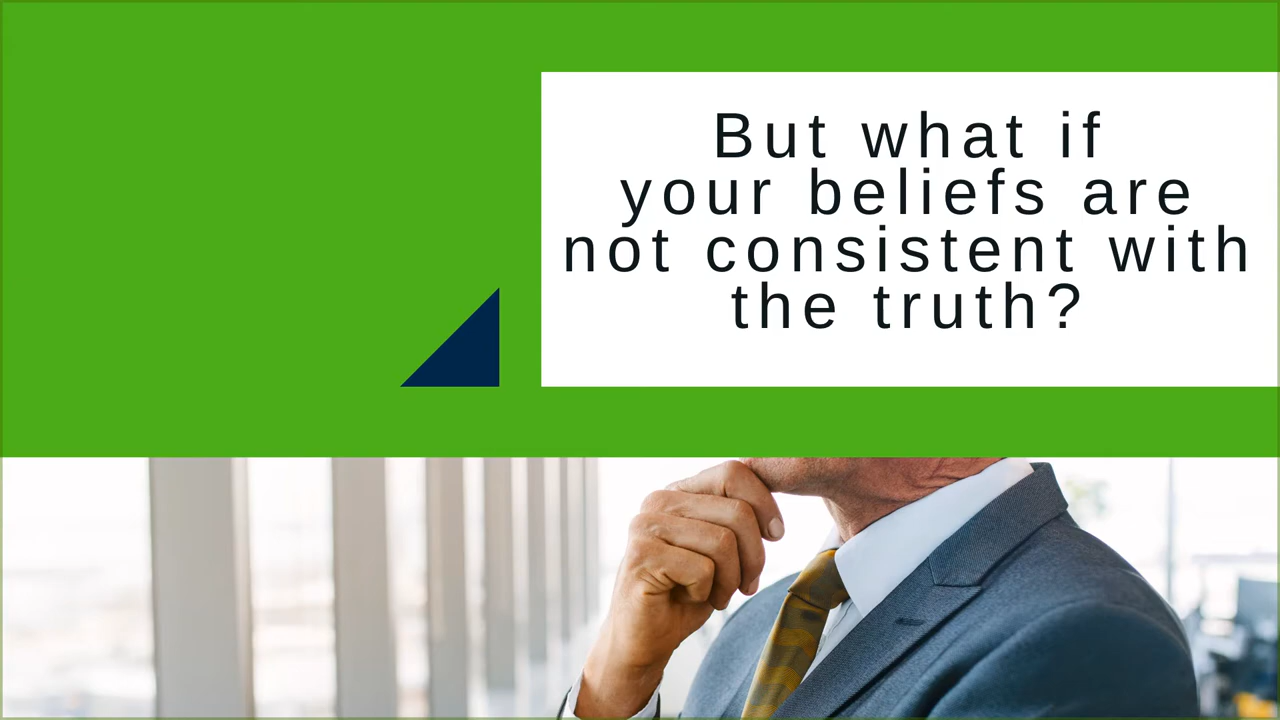 But what if
your beliefs are
not consistent with
the truth?